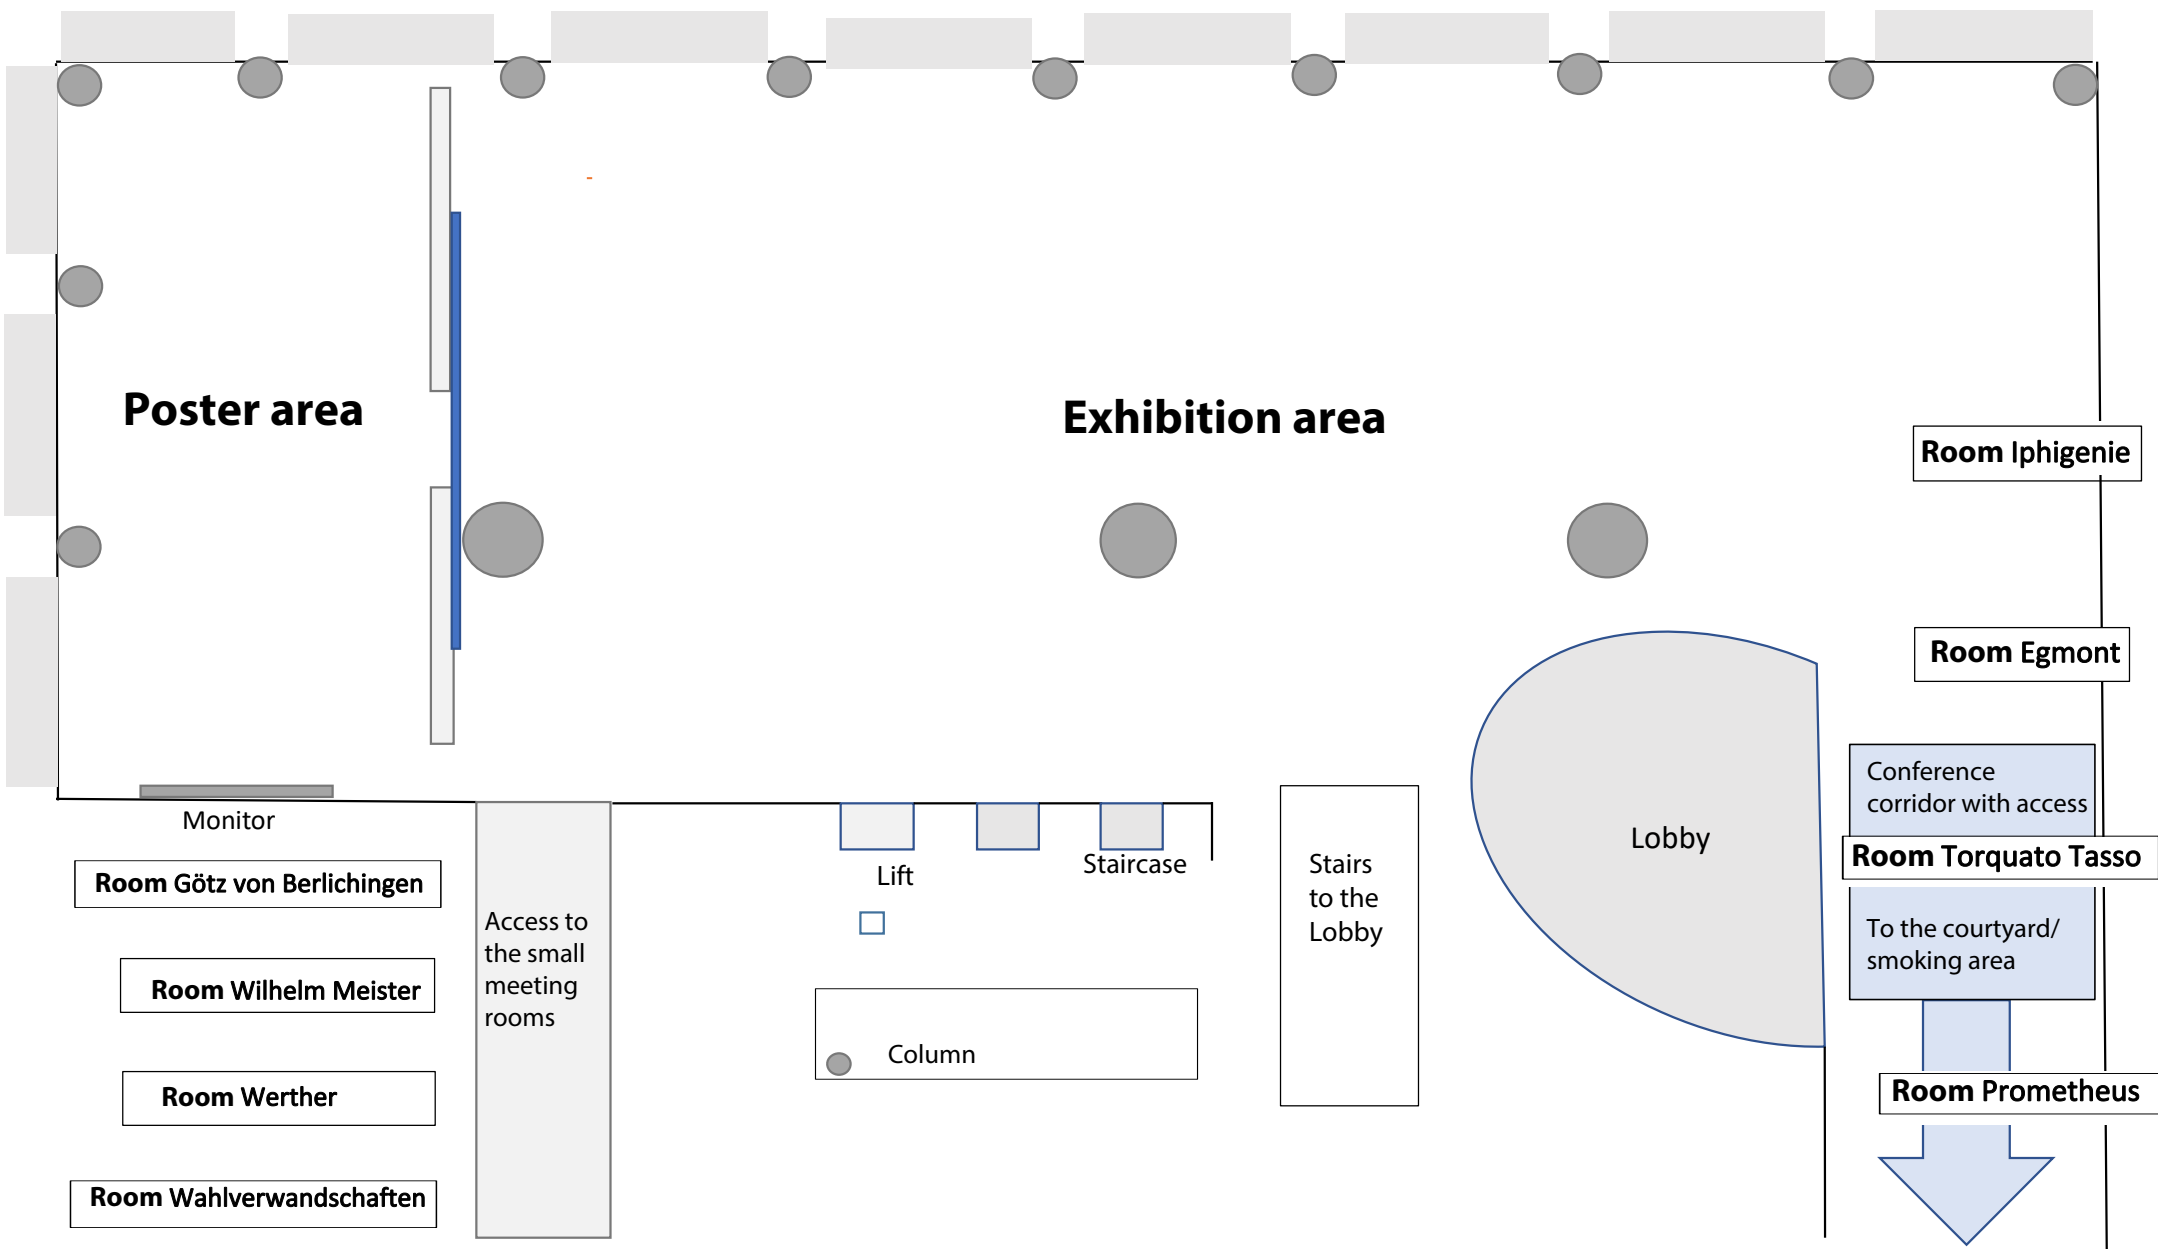 Poster area
Exhibition area
Room Iphigenie
Room Egmont
Conference
corridor with access
Room Torquato Tasso
To the courtyard/
smoking area
Room Prometheus
Monitor
Room Götz von Berlichingen
Room Wilhelm Meister
Room Werther
Room Wahlverwandschaften
Access to
the small
meeting
rooms
Lift
Staircase
Column
Stairs
to the
Lobby
Lobby